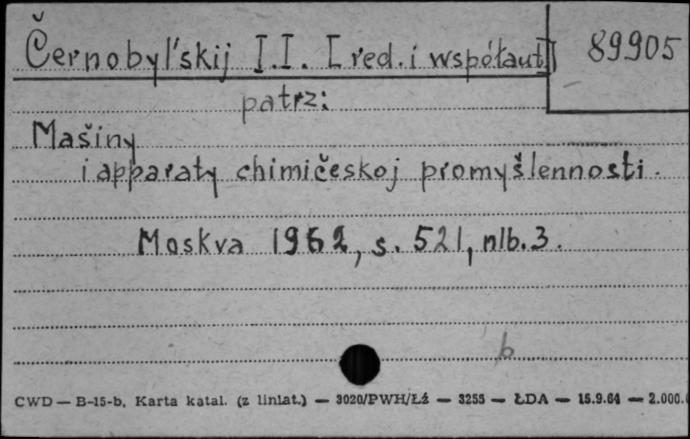 Černobyl'skij I.I. [red. i współaut] 89905
patrz:
Mašiny
i apparaty chimičeskoj promyšlennosti.
Moskva 1962, s. 521, nlb. 3.
b
CWD — B-15-b. Karta katal. (z liniat.) — 3020/PWH/Łź — 3255 — ŁDA — 15.9.64 — 2.000.